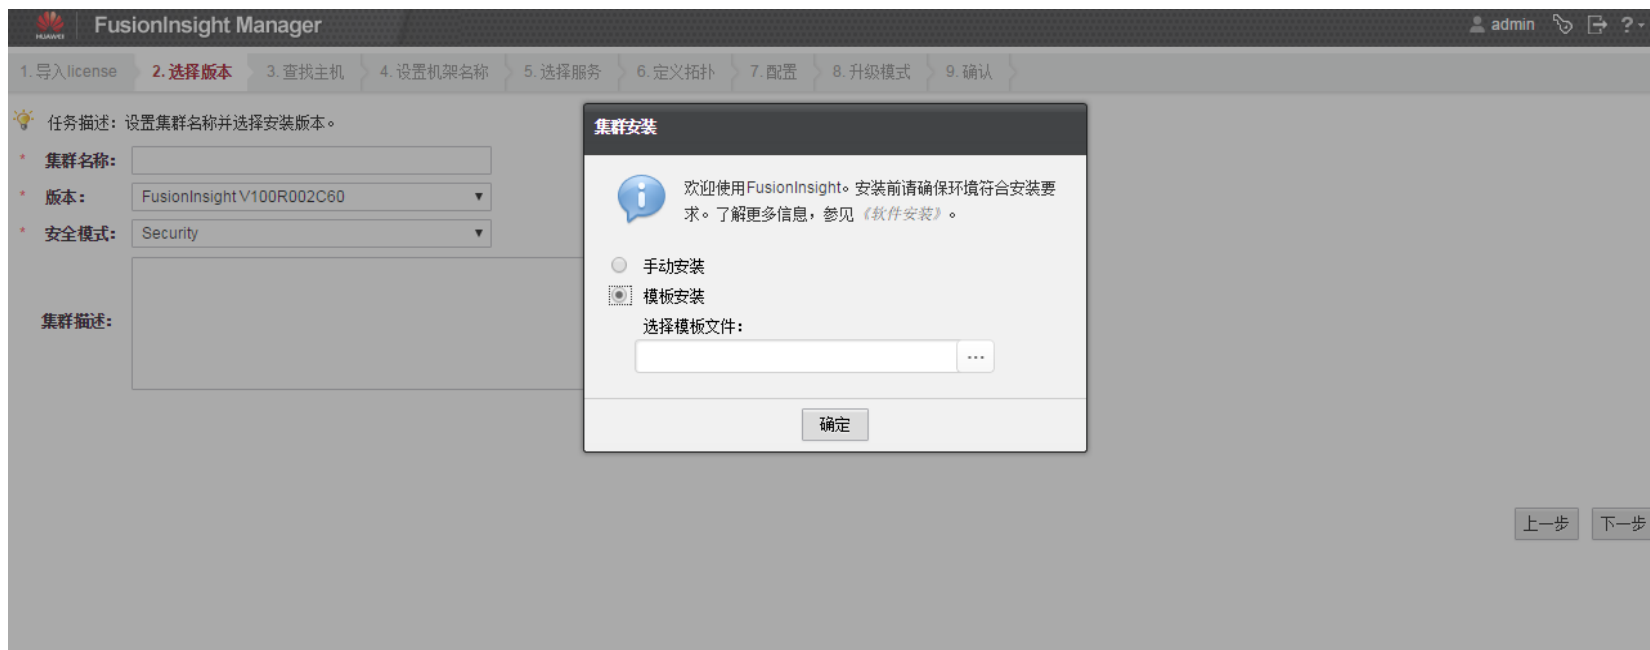 HUAWEI FusionInsight Manager admin ?
1.导入license 2.选择版本 3.查找主机 4.设置机架名称 5.选择服务 6.定义拓扑 7.配置 8.升级模式 9.确认
任务描述：设置集群名称并选择安装版本。
* 集群名称：
* 版本： FusionInsight V100R002C60
* 安全模式： Security
集群描述：
集群安装
欢迎使用FusionInsight。安装前请确保环境符合安装要
求。了解更多信息，参见《软件安装》。
手动安装
模板安装
选择模板文件：
...
确定
上一步 下一步